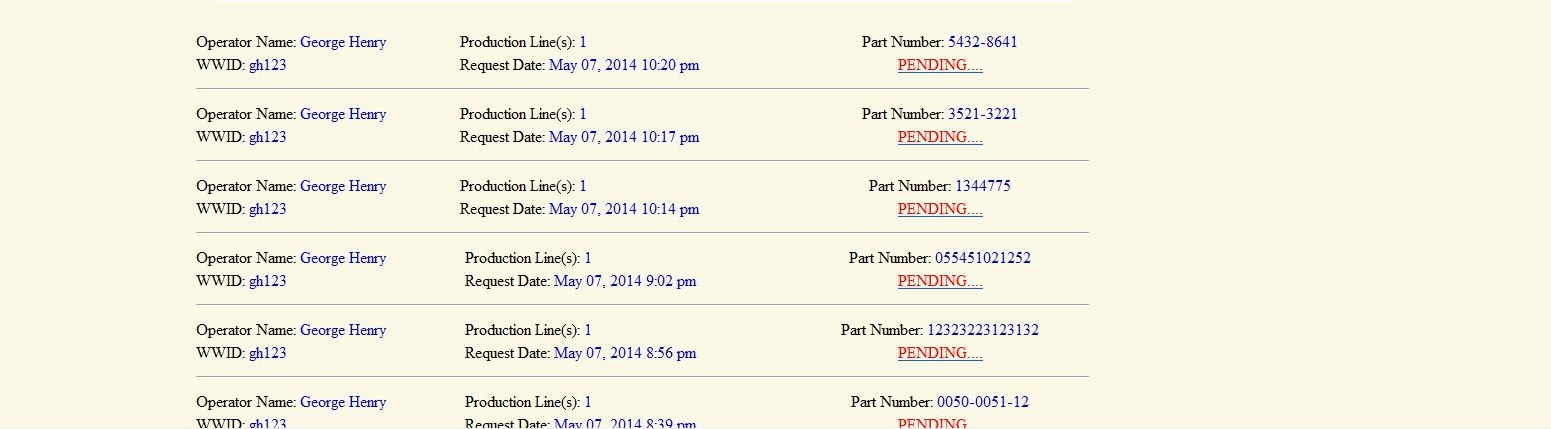 Operator Name: George Henry Production Line(s): 1 Part Number: 5432-8641
WWID: gh123 Request Date: May 07, 2014 10:20 pm PENDING....
Operator Name: George Henry Production Line(s): 1 Part Number: 3521-3221
WWID: gh123 Request Date: May 07, 2014 10:17 pm PENDING....
Operator Name: George Henry Production Line(s): 1 Part Number: 1344775
WWID: gh123 Request Date: May 07, 2014 10:14 pm PENDING....
Operator Name: George Henry Production Line(s): 1 Part Number: 055451021252
WWID: gh123 Request Date: May 07, 2014 9:02 pm PENDING....
Operator Name: George Henry Production Line(s): 1 Part Number: 12323223123132
WWID: gh123 Request Date: May 07, 2014 8:56 pm PENDING....
Operator Name: George Henry Production Line(s): 1 Part Number: 0050-0051-12
WWID: gh123 Request Date: May 07, 2014 8:39 pm PENDING....